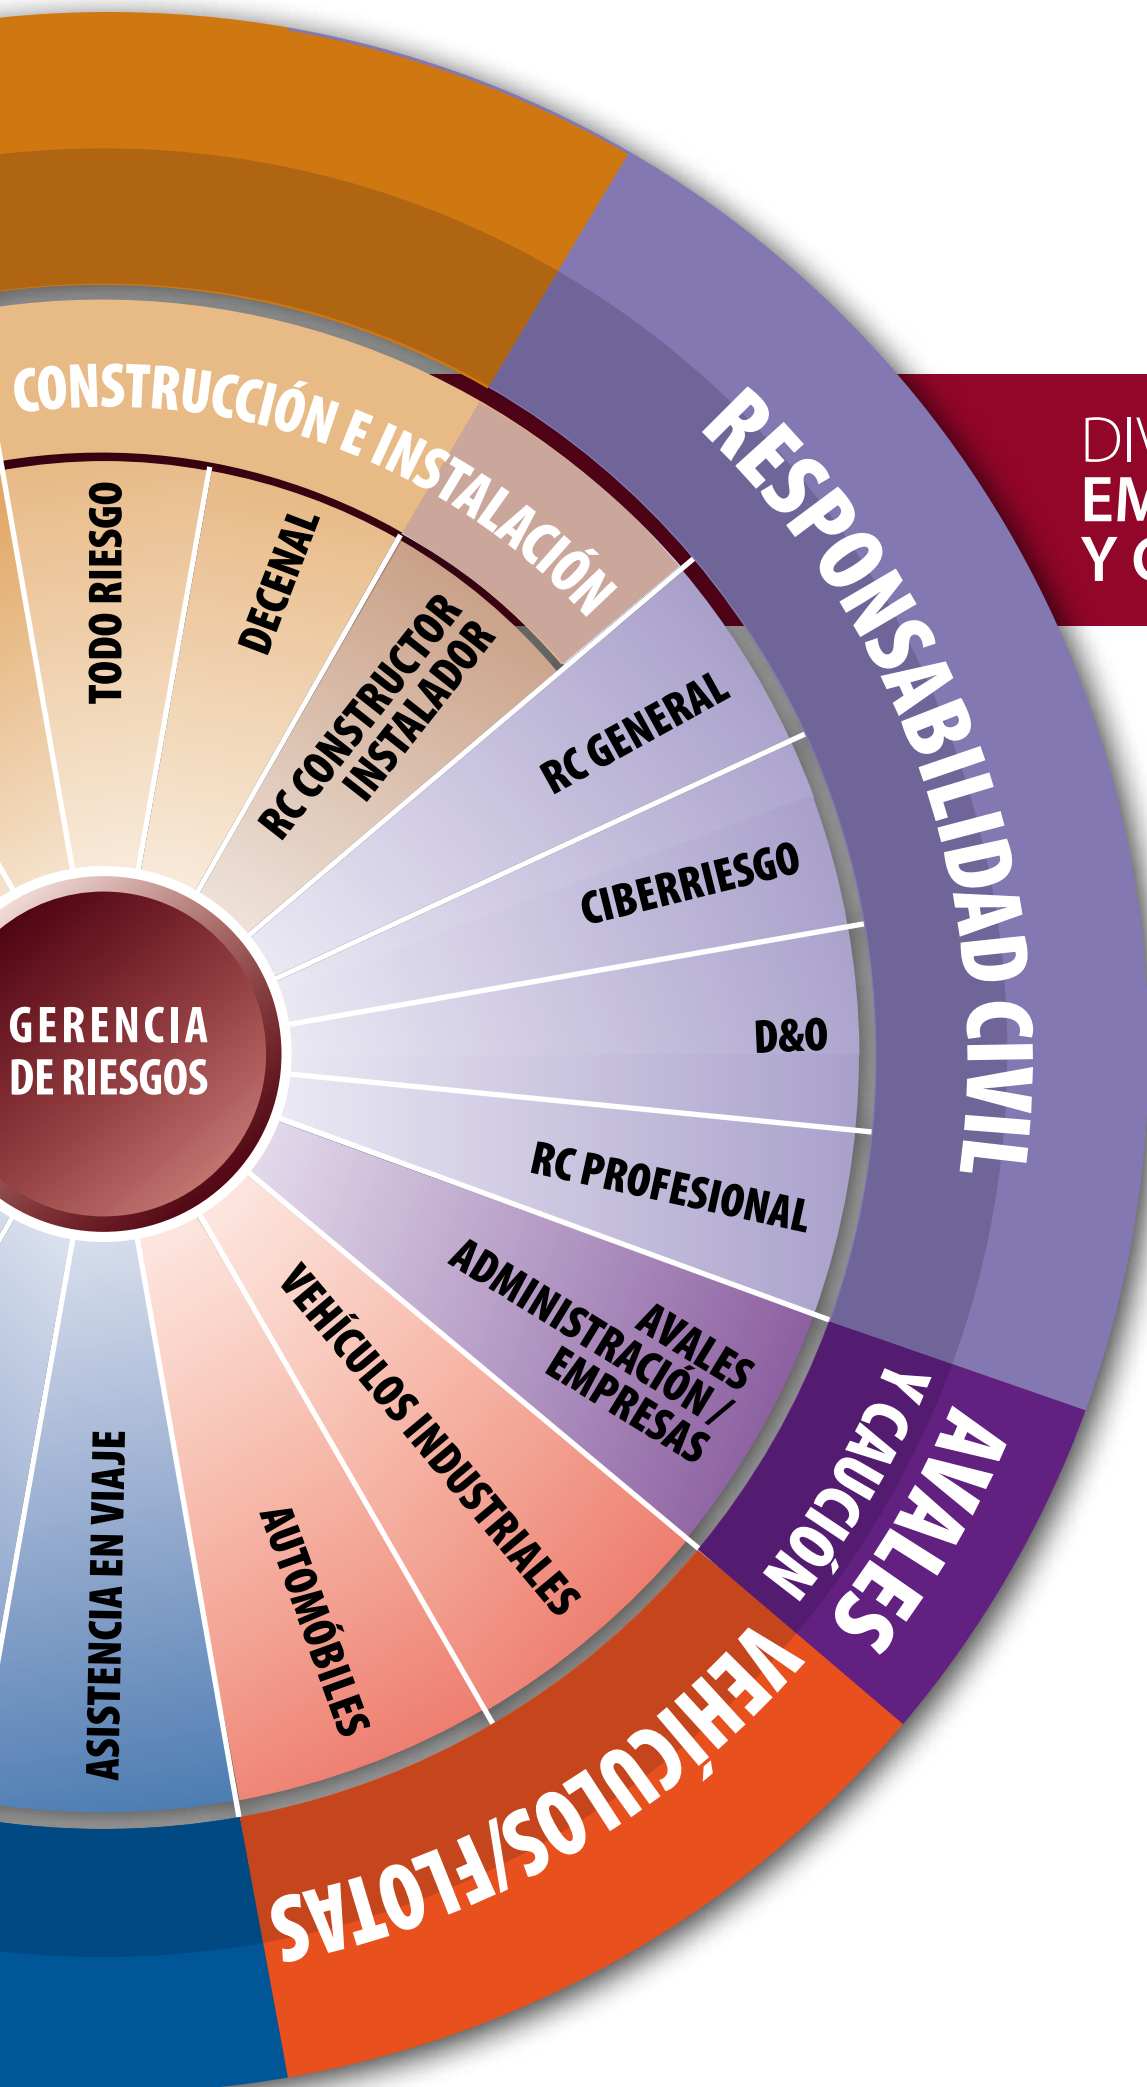 CONSTRUCCIÓN E INSTALACIÓN
TODO RIESGO
DECENAL
RC CONSTRUCTOR
INSTALADOR
RESPONSABILIDAD CIVIL
RC GENERAL
CIBERRIESGO
D&O
RC PROFESIONAL
AVALES
Y CAUCIÓN
AVALES
ADMINISTRACIÓN /
EMPRESAS
VEHÍCULOS/FLOTAS
VEHÍCULOS INDUSTRIALES
AUTOMÓBILES
ASISTENCIA EN VIAJE
GERENCIA
DE RIESGOS
Y